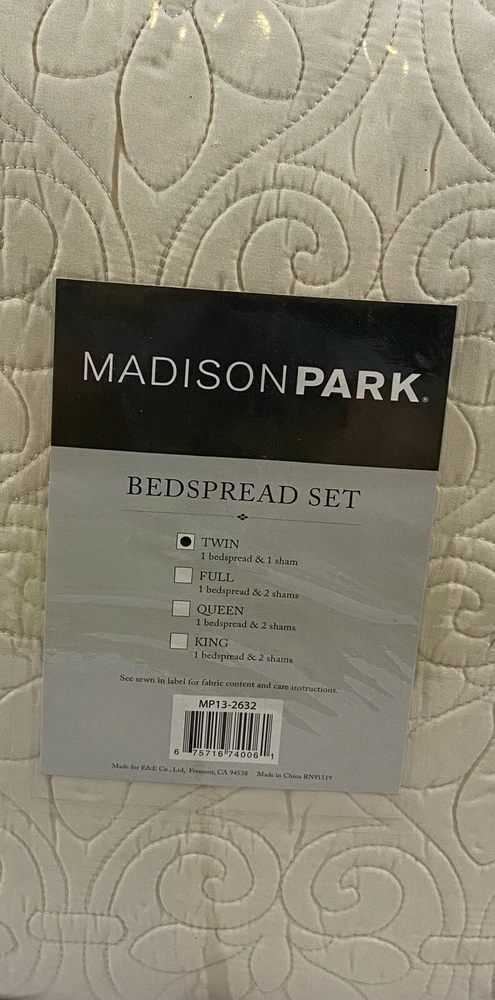 MADISONPARK®
BEDSPREAD SET
TWIN
1 bedspread & 1 sham
FULL
1 bedspread & 2 shams
QUEEN
1 bedspread & 2 shams
KING
1 bedspread & 2 shams
See sewn in label for fabric content and care instructions.
MP13-2632
6 75716 74006 1
Made for E&E Co., Ltd, Fremont, CA 94538 Made in China RN91519